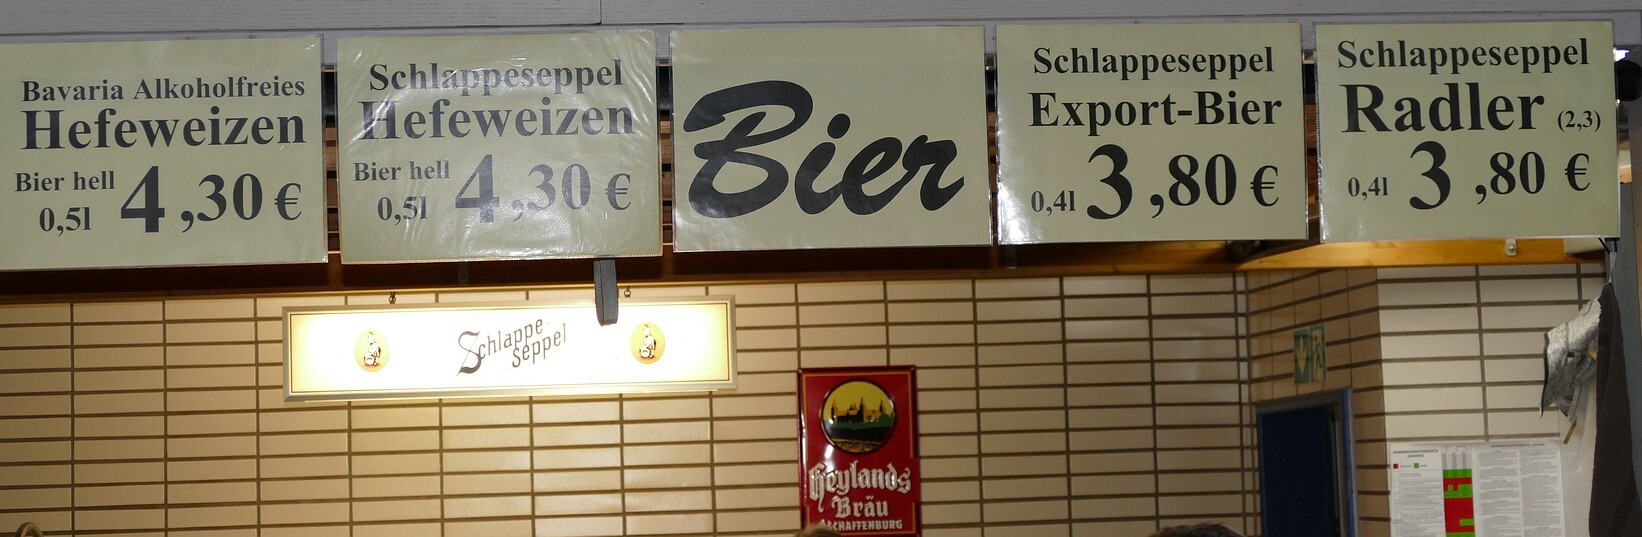 Bavaria Alkoholfreies
Hefeweizen
Bier hell
0,5l 4,30 €
Schlappeseppel
Hefeweizen
Bier hell
0,5l 4,30 €
Bier
Schlappeseppel
Export-Bier
0,4l 3,80 €
Schlappeseppel
Radler (2,3)
0,4l 3,80 €
Schlappe
Seppel
Heylands
Bräu
ASCHAFFENBURG